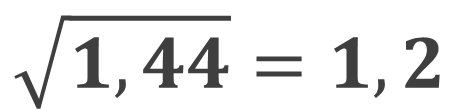 √1,44 = 1,2